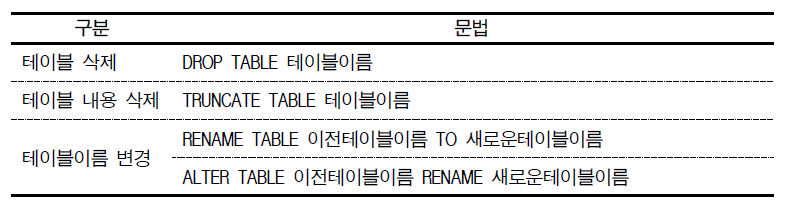 구분 문법
테이블 삭제 DROP TABLE 테이블이름
테이블 내용 삭제 TRUNCATE TABLE 테이블이름
테이블이름 변경
RENAME TABLE 이전테이블이름 TO 새로운테이블이름
ALTER TABLE 이전테이블이름 RENAME 새로운테이블이름